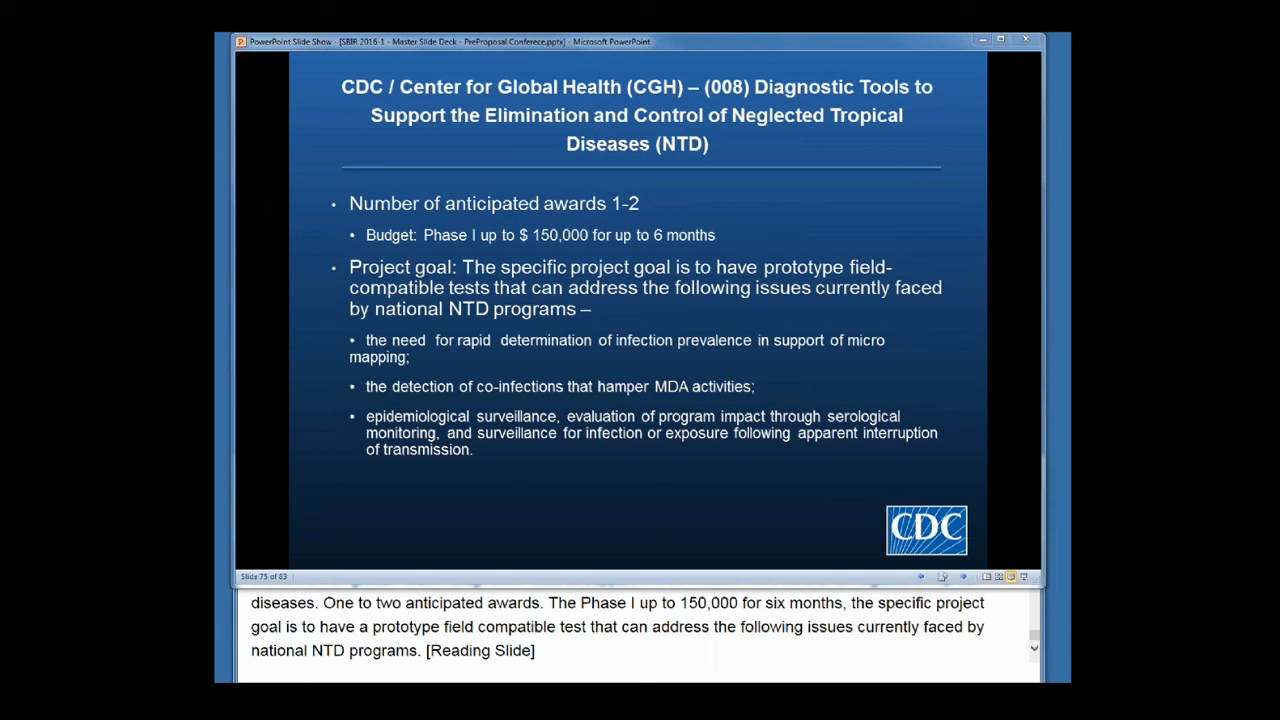 PowerPoint Slide Show - [SBIR 2016-1 - Master Slide Deck - PreProposal Conferece.pptx] - Microsoft PowerPoint
CDC / Center for Global Health (CGH) – (008) Diagnostic Tools to
Support the Elimination and Control of Neglected Tropical
Diseases (NTD)
• Number of anticipated awards 1-2
• Budget: Phase I up to $ 150,000 for up to 6 months
• Project goal: The specific project goal is to have prototype field-
compatible tests that can address the following issues currently faced
by national NTD programs –
• the need for rapid determination of infection prevalence in support of micro
mapping;
• the detection of co-infections that hamper MDA activities;
• epidemiological surveillance, evaluation of program impact through serological
monitoring, and surveillance for infection or exposure following apparent interruption
of transmission.
CDC
Slide 75 of 83
diseases. One to two anticipated awards. The Phase I up to 150,000 for six months, the specific project
goal is to have a prototype field compatible test that can address the following issues currently faced by
national NTD programs. [Reading Slide]